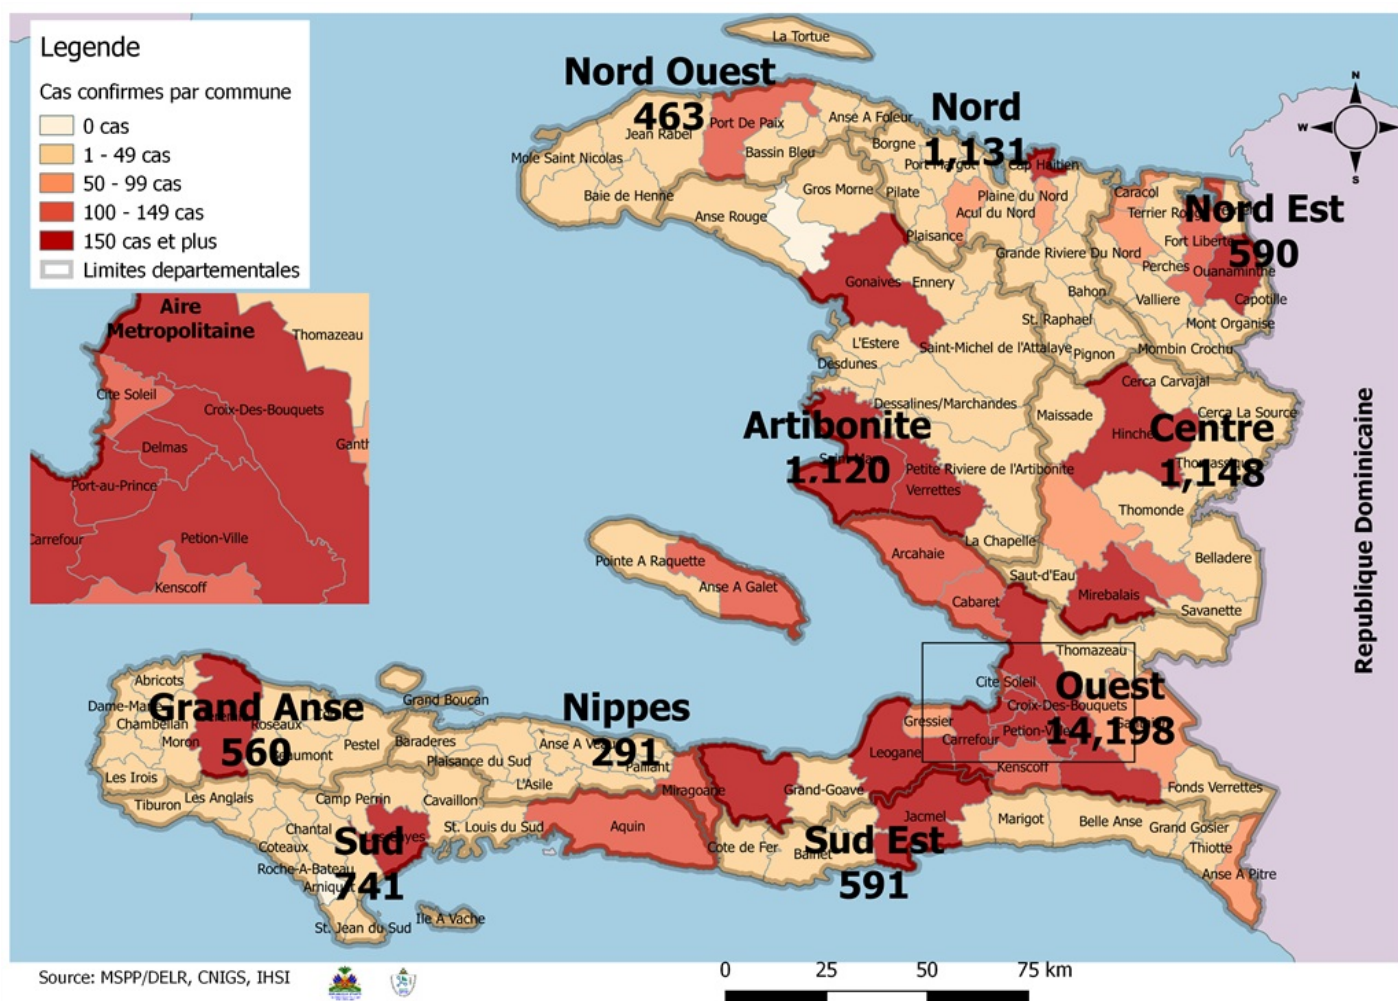 Legende
Cas confirmes par commune
0 cas
1 - 49 cas
50 - 99 cas
100 - 149 cas
150 cas et plus
Limites departementales
Aire
Metropolitaine
Thomazeau
Cite Soleil
Croix-Des-Bouquets
Ganth
Delmas
Port-au-Prince
Carrefour
Petion-Ville
Kenscoff
La Tortue
Nord Ouest
463
Port De Paix
Jean Rabel
Anse A Foleur
Mole Saint Nicolas
Bassin Bleu
Baie de Henne
Nord
1,131
Borgne
Port Margot
Cap Haitien
Gros Morne
Pilate
Plaine du Nord
Acul du Nord
Anse Rouge
Plaisance
Caracol
Nord Est
590
Fort Liberte
Grande Riviere Du Nord
Perches
Ouanaminthe
Gonaives
Ennery
Bahon
Valliere
Capotille
St. Raphael
Mont Organise
L'Estere
Saint-Michel de l'Attalaye
Pignon
Mombin Crochu
Desdunes
Cerca Carvajal
Dessalines/Marchandes
Maissade
Cerca La Source
Artibonite
1,120
Hinche
Centre
1,148
Petite Riviere de l'Artibonite
Verrettes
Thomonde
La Chapelle
Arcahaie
Belladere
Pointe A Raquette
Anse A Galet
Saut-d'Eau
Cabaret
Mirebalais
Savanette
Thomazeau
Cite Soleil
Ouest
14,198
Croix-Des-Bouquets
Gressier
Petion-Ville
Carrefour
Leogane
Kenscoff
Fonds Verrettes
Abricots
Grand Anse
560
Chambellan
Moron
Roseaux
Les Irois
Pestel
Grand Boucan
Baraderes
Nippes
291
Plaisance du Sud
Paillant
L'Asile
Miragoane
Grand-Goave
Tiburon
Les Anglais
Camp Perrin
Cavaillon
St. Louis du Sud
Aquin
Chantal
Sud
741
Coteaux
Roche-A-Bateau
St. Jean du Sud
Ile A Vache
Cote de Fer
Sud Est
591
Jacmel
Marigot
Belle Anse
Grand Gosier
Thiotte
Anse A Pitre
Republique Dominicaine
N
W
S
Source: MSPP/DELR, CNIGS, IHSI
0 25 50 75 km